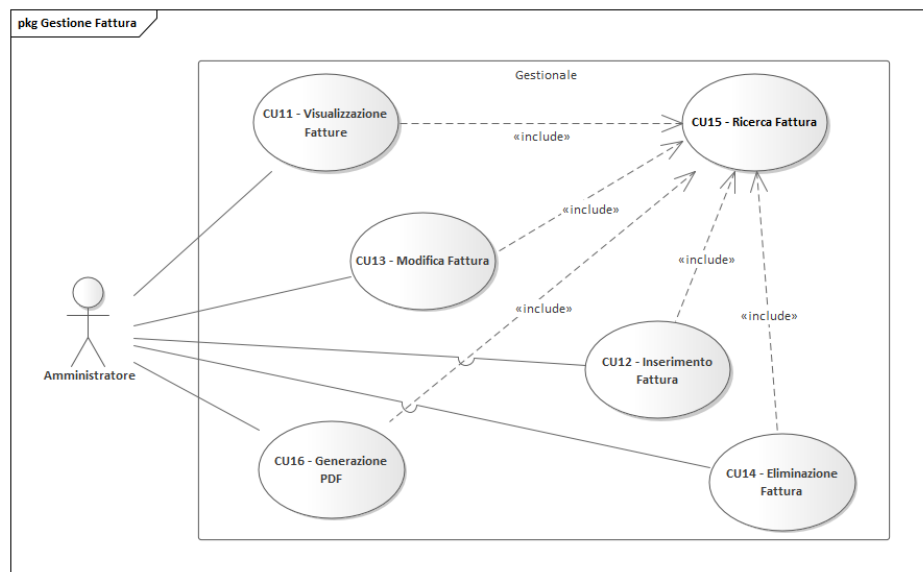 pkg Gestione Fattura
Gestionale
CU11 - Visualizzazione
Fatture
CU15 - Ricerca Fattura
«include»
«include»
CU13 - Modifica Fattura
«include»
«include»
«include»
Amministratore
CU12 - Inserimento
Fattura
CU16 - Generazione
PDF
CU14 - Eliminazione
Fattura